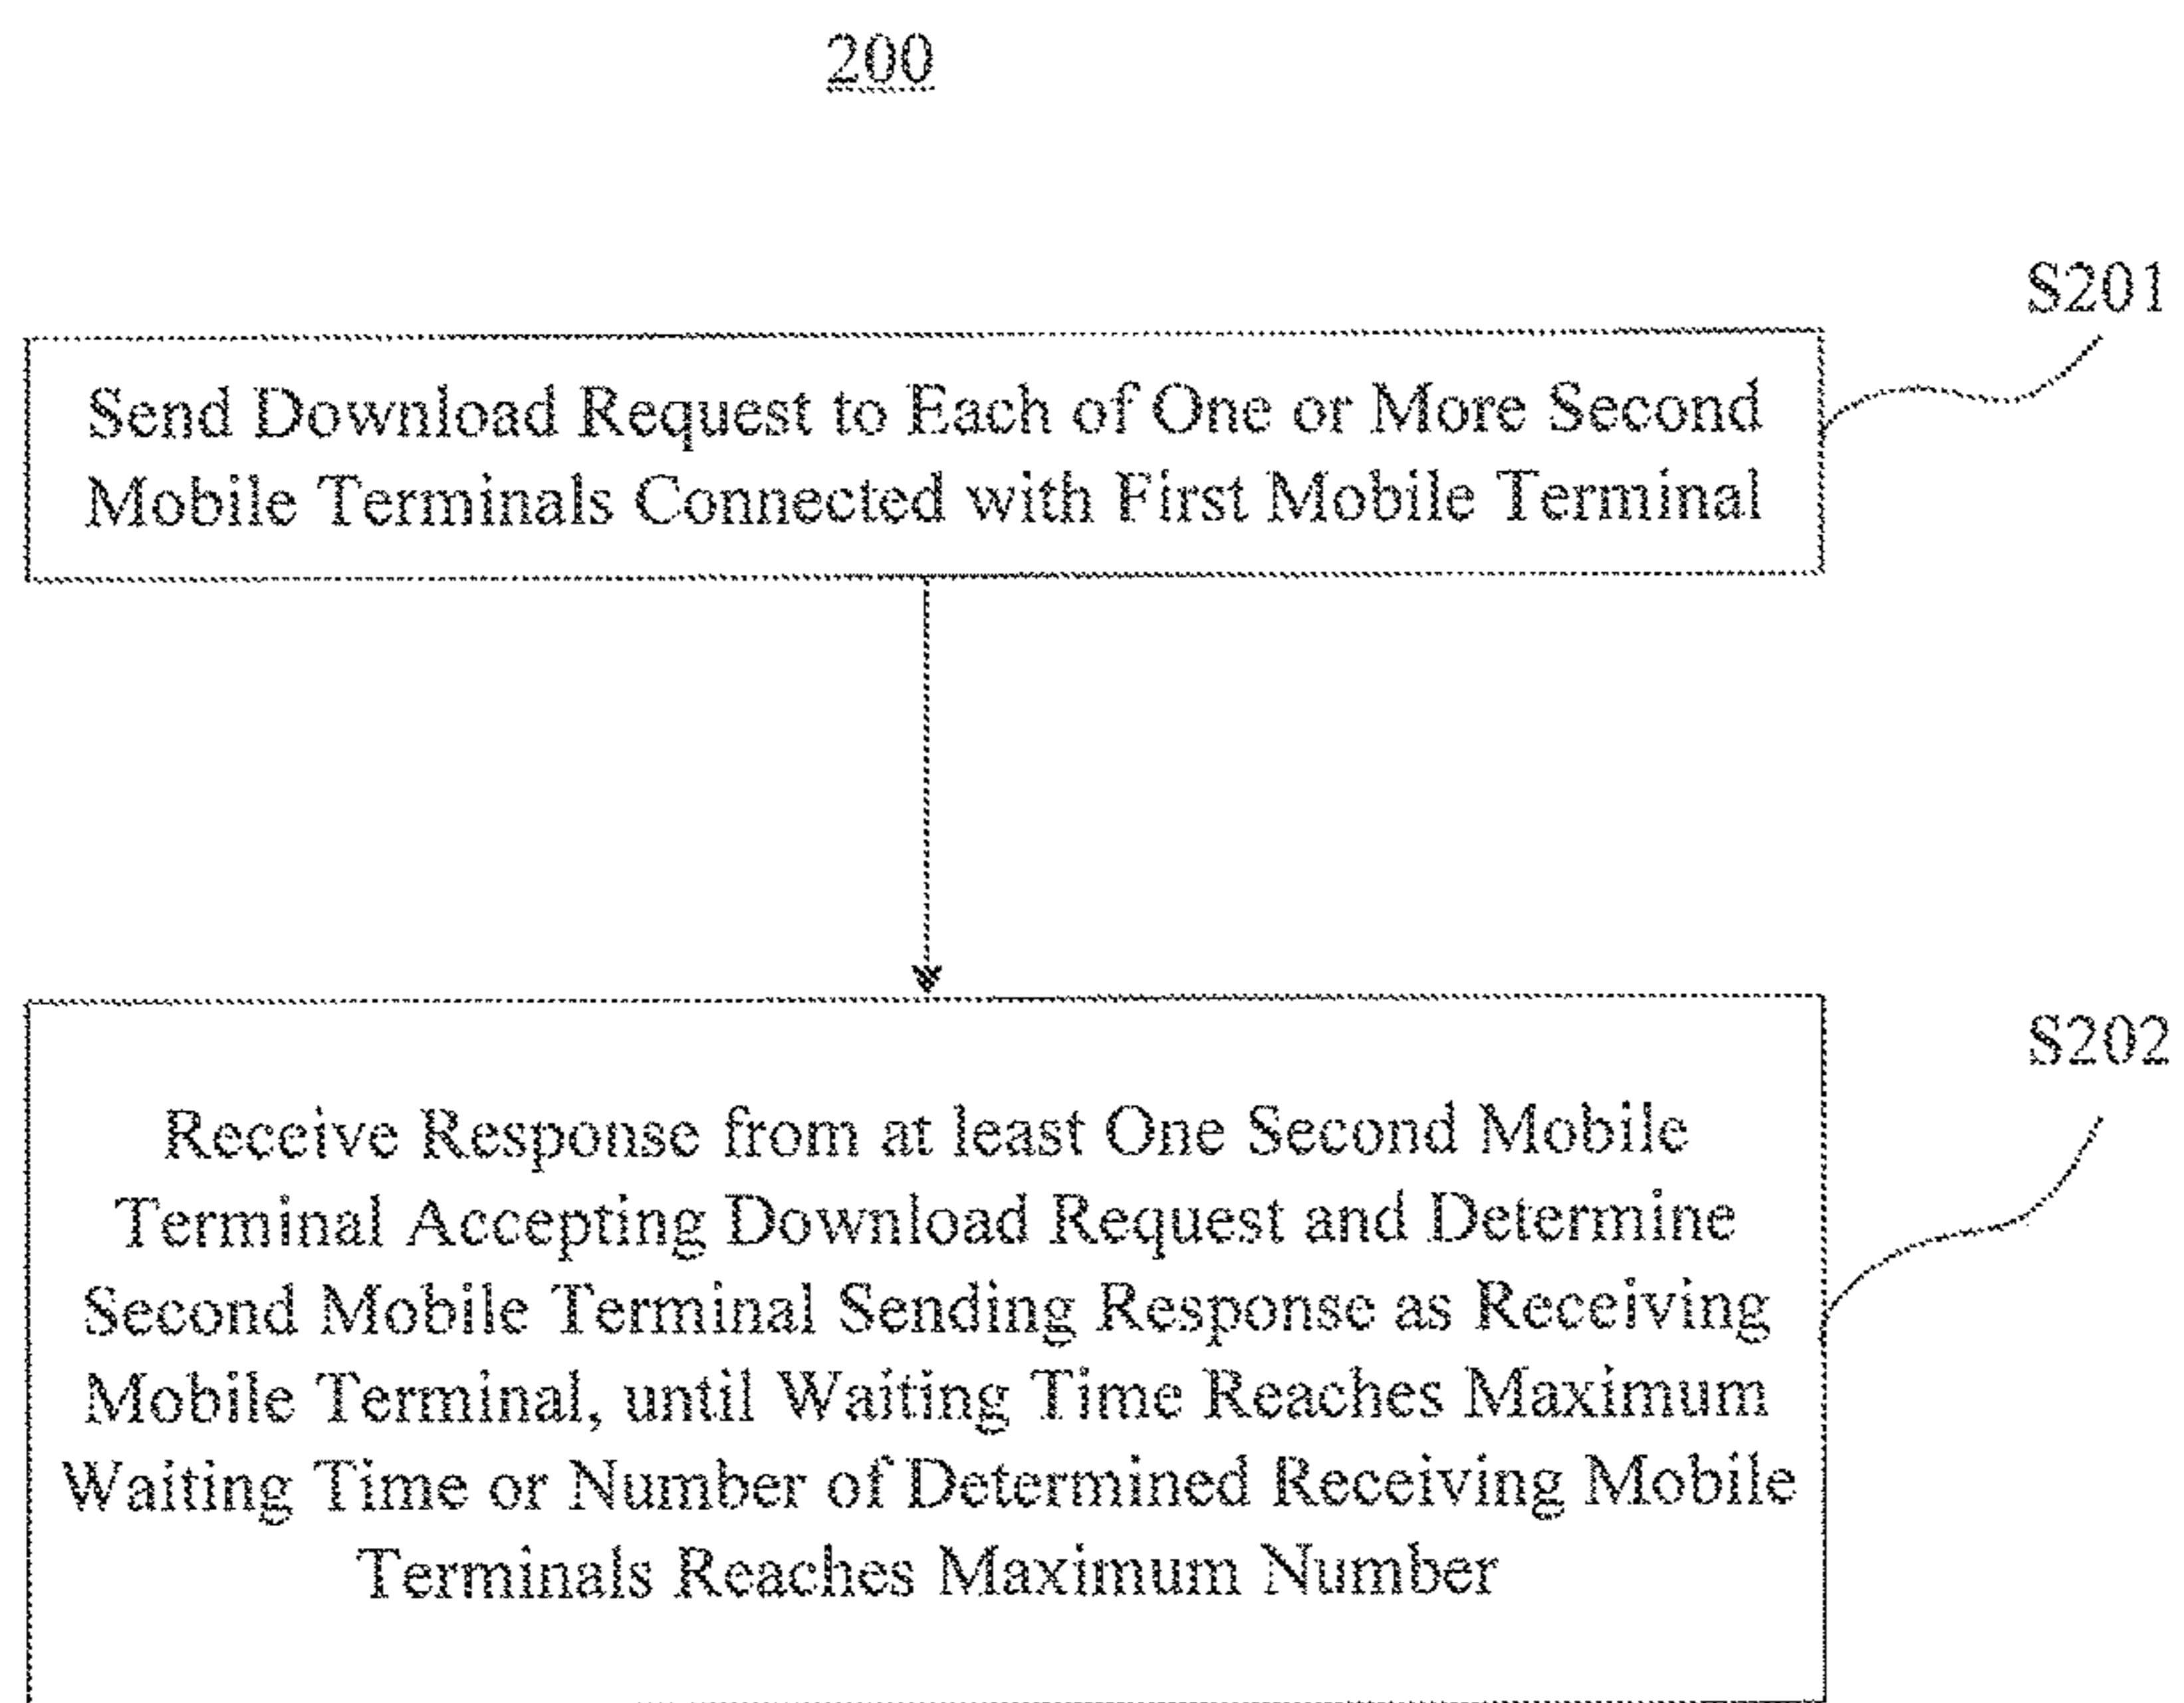 200
S201
Send Download Request to Each of One or More Second
Mobile Terminals Connected with First Mobile Terminal
S202
Receive Response from at least One Second Mobile
Terminal Accepting Download Request and Determine
Second Mobile Terminal Sending Response as Receiving
Mobile Terminal, until Waiting Time Reaches Maximum
Waiting Time or Number of Determined Receiving Mobile
Terminals Reaches Maximum Number